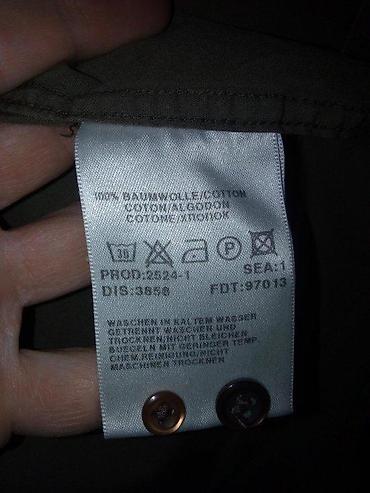 100% BAUMWOLLE/COTTON
COTON/ALGODON
COTONE/ХЛОПОК
30 P
PROD:2524-1 SEA:1
DIS:3858 FDT:97013
WASCHEN IN KALTEM WASSER
GETRENNT WASCHEN UND
TROCKNEN/NICHT BLEICHEN
BUEGELN MIT GERINGER TEMP.
CHEM.REINIGUNG/NICHT
MASCHINEN TROCKNEN